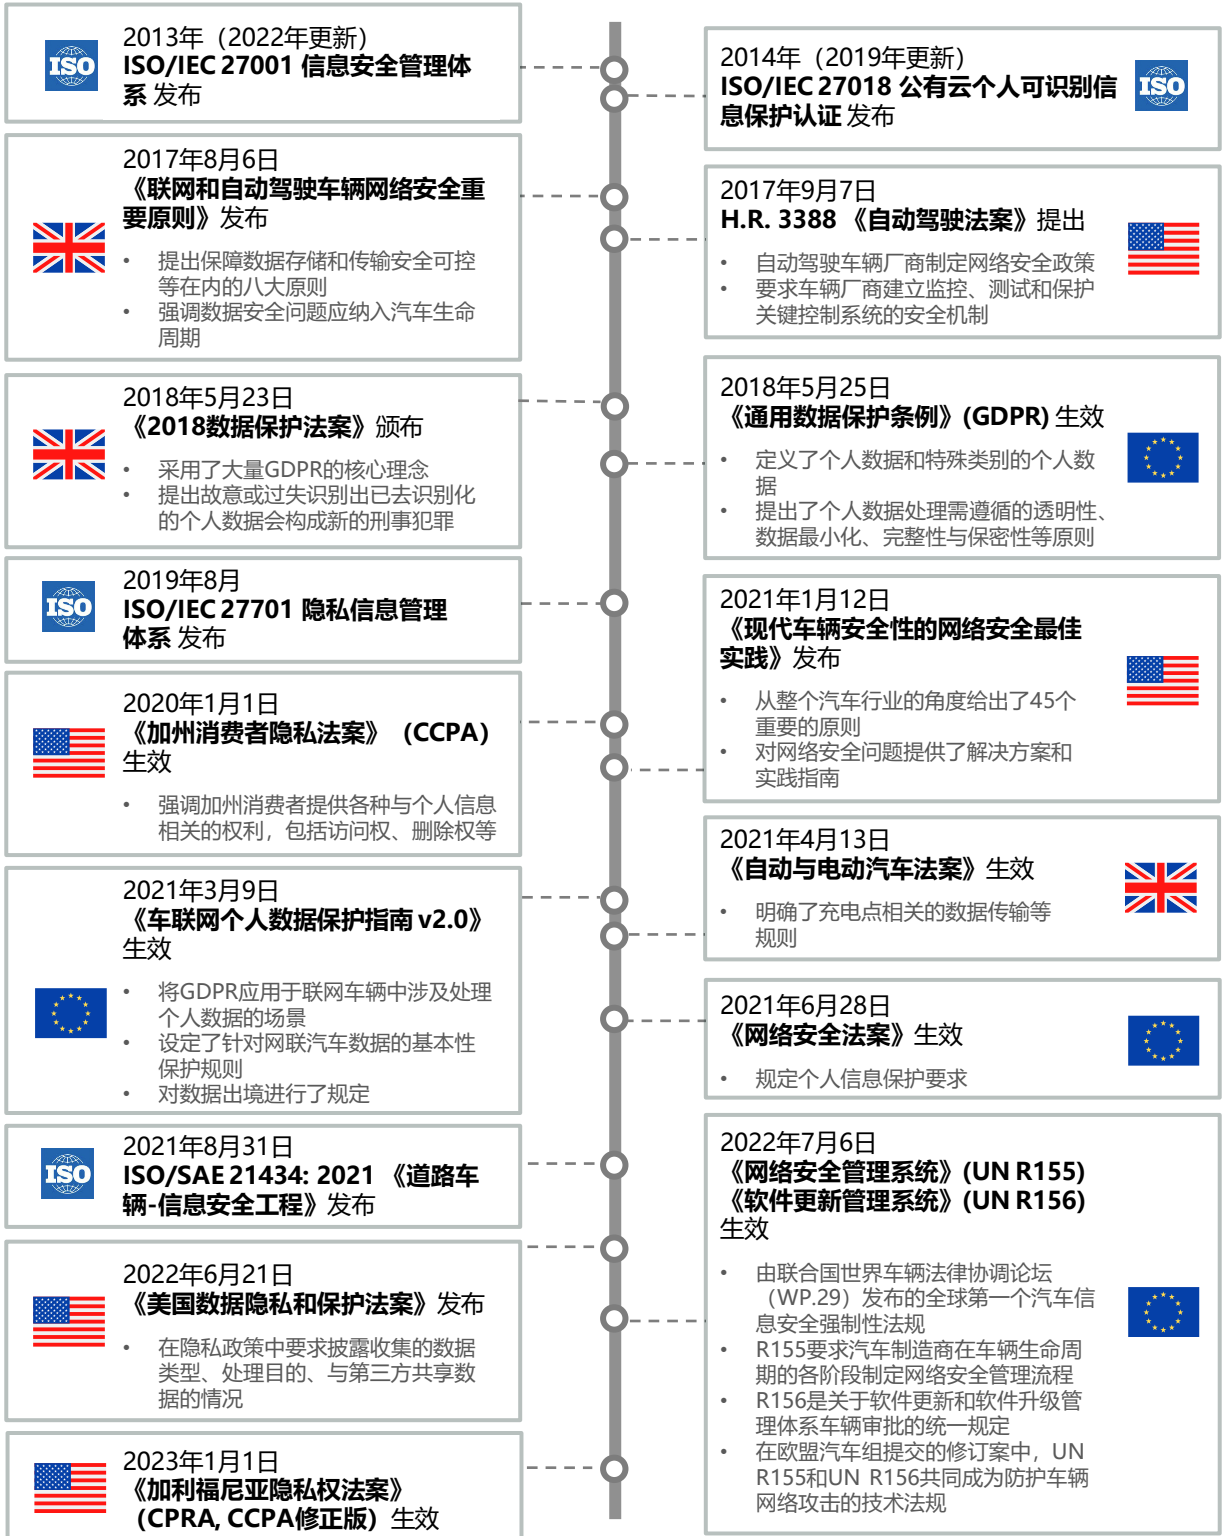 ISO
2013年（2022年更新）
ISO/IEC 27001 信息安全管理体
系 发布
2014年（2019年更新）
ISO/IEC 27018 公有云个人可识别信
息保护认证 发布
ISO
2017年8月6日
《联网和自动驾驶车辆网络安全重
要原则》发布
• 提出保障数据存储和传输安全可控
等在内的八大原则
• 强调数据安全问题应纳入汽车生命
周期
2017年9月7日
H.R. 3388 《自动驾驶法案》提出
• 自动驾驶车辆厂商制定网络安全政策
• 要求车辆厂商建立监控、测试和保护
关键控制系统的安全机制
2018年5月23日
《2018数据保护法案》颁布
• 采用了大量GDPR的核心理念
• 提出故意或过失识别出已去识别化
的个人数据会构成新的刑事犯罪
2018年5月25日
《通用数据保护条例》(GDPR) 生效
• 定义了个人数据和特殊类别的个人数
据
• 提出了个人数据处理需遵循的透明性、
数据最小化、完整性与保密性等原则
ISO
2019年8月
ISO/IEC 27701 隐私信息管理
体系 发布
2021年1月12日
《现代车辆安全性的网络安全最佳
实践》发布
• 从整个汽车行业的角度给出了45个
重要的原则
• 对网络安全问题提供了解决方案和
实践指南
2020年1月1日
《加州消费者隐私法案》（CCPA）
生效
• 强调加州消费者提供各种与个人信息
相关的权利，包括访问权、删除权等
2021年4月13日
《自动与电动汽车法案》生效
• 明确了充电点相关的数据传输等
规则
2021年3月9日
《车联网个人数据保护指南 v2.0》
生效
• 将GDPR应用于联网车辆中涉及处理
个人数据的场景
• 设定了针对网联汽车数据的基本性
保护规则
• 对数据出境进行了规定
2021年6月28日
《网络安全法案》生效
• 规定个人信息保护要求
ISO
2021年8月31日
ISO/SAE 21434: 2021 《道路车
辆-信息安全工程》发布
2022年7月6日
《网络安全管理系统》(UN R155)
《软件更新管理系统》(UN R156)
生效
• 由联合国世界车辆法律协调论坛
（WP.29）发布的全球第一个汽车信
息安全强制性法规
• R155要求汽车制造商在车辆生命周
期的各阶段制定网络安全管理流程
• R156是关于软件更新和软件升级管
理体系车辆审批的统一规定
• 在欧盟汽车组提交的修订案中，UN
R155和UN R156共同成为防护车辆
网络攻击的技术法规
2022年6月21日
《美国数据隐私和保护法案》发布
• 在隐私政策中要求披露收集的数据
类型、处理目的、与第三方共享数
据的情况
2023年1月1日
《加利福尼亚隐私权法案》
（CPRA, CCPA修正版）生效